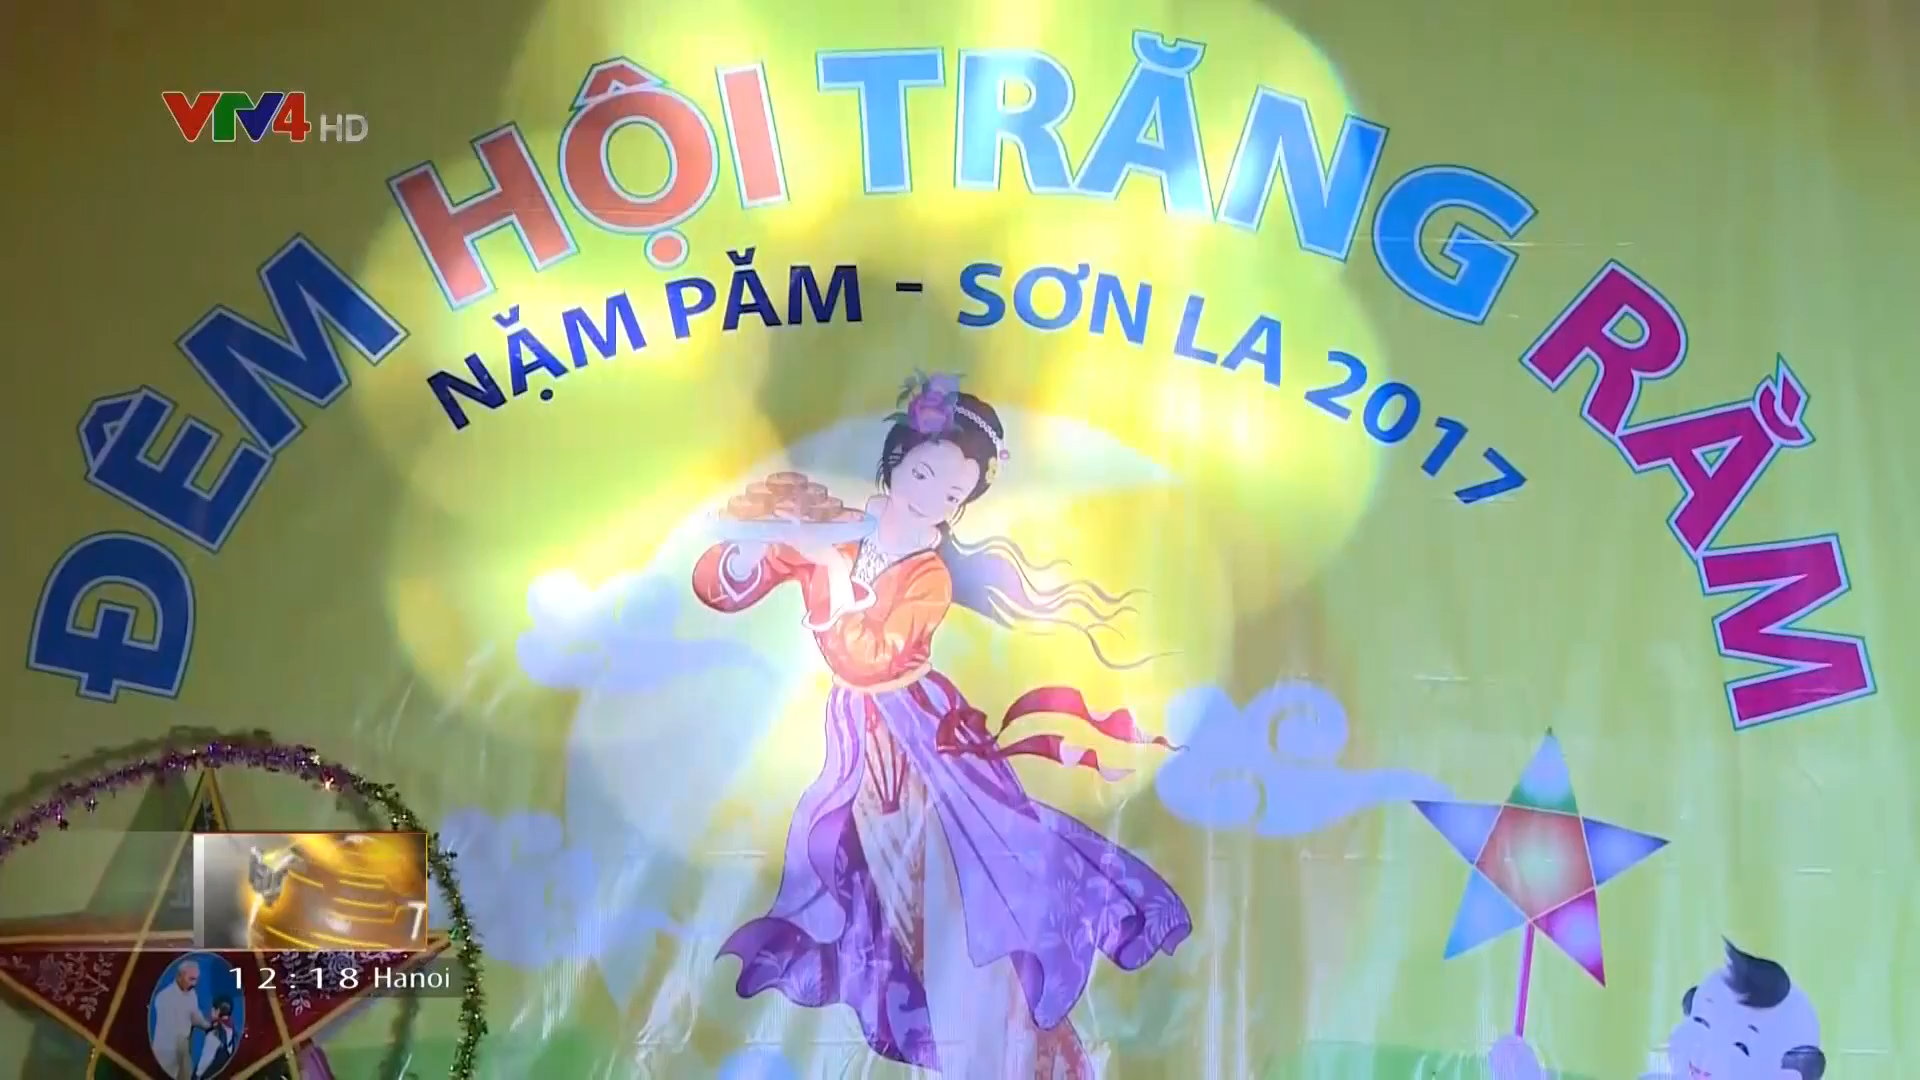 VTV4 HD
ĐÊM HỘI TRĂNG RẰM
NẶM PĂM - SƠN LA 2017
T
12:18 Hanoi